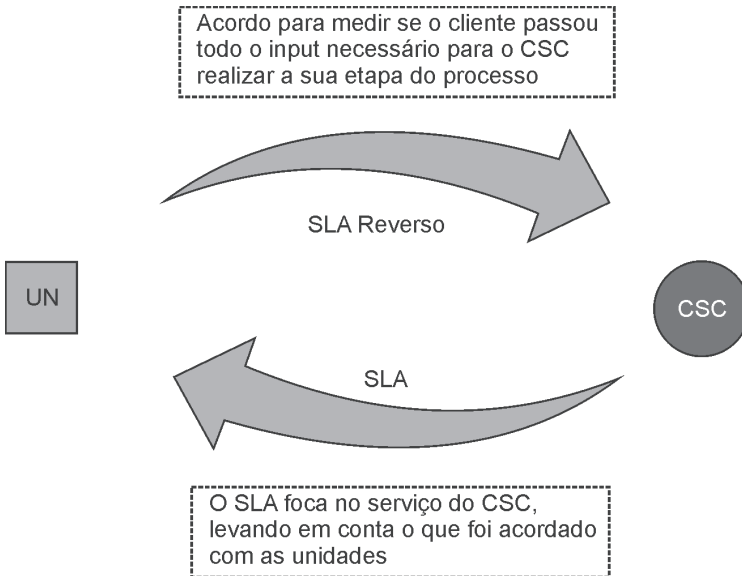 Acordo para medir se o cliente passou
todo o input necessário para o CSC
realizar a sua etapa do processo
SLA Reverso
UN
CSC
SLA
O SLA foca no serviço do CSC,
levando em conta o que foi acordado
com as unidades